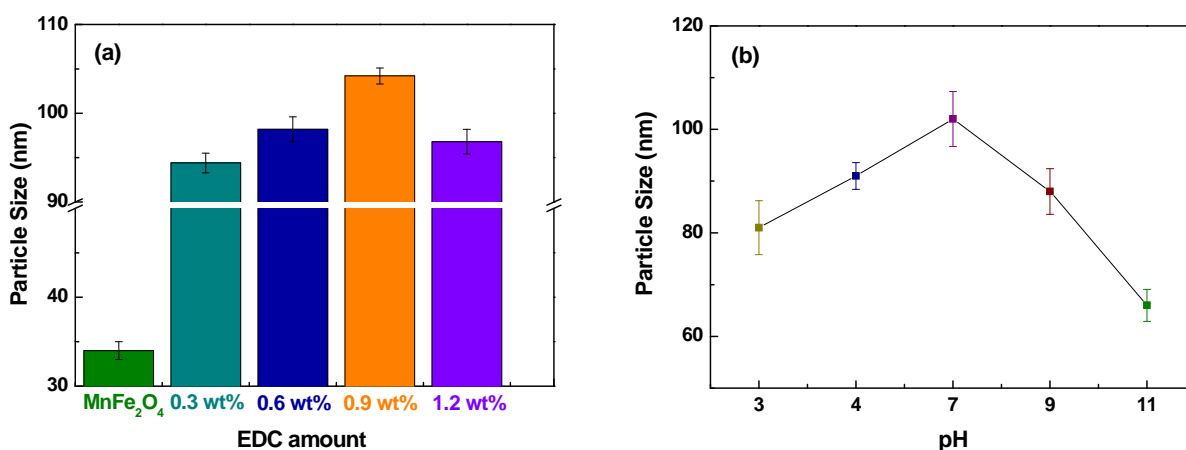 (a)
Particle Size (nm)
110
100
90
40
30
MnFe₂O₄ 0.3 wt% 0.6 wt% 0.9 wt% 1.2 wt%
EDC amount
(b)
Particle Size (nm)
120
100
80
60
3 4 7 9 11
pH